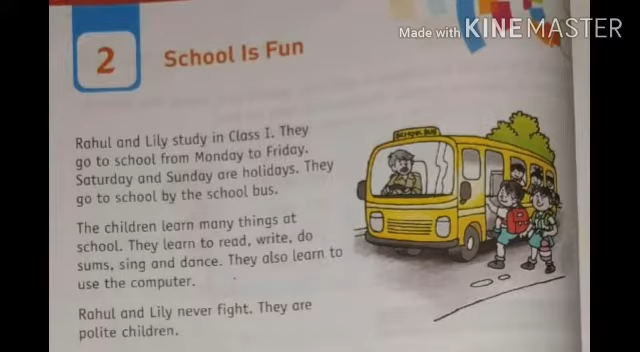 Made with KINEMASTER
2
School Is Fun
Rahul and Lily study in Class I. They
go to school from Monday to Friday.
Saturday and Sunday are holidays. They
go to school by the school bus.
The children learn many things at
school. They learn to read, write, do
sums, sing and dance. They also learn to
use the computer.
Rahul and Lily never fight. They are
polite children.
SCHOOL BUS